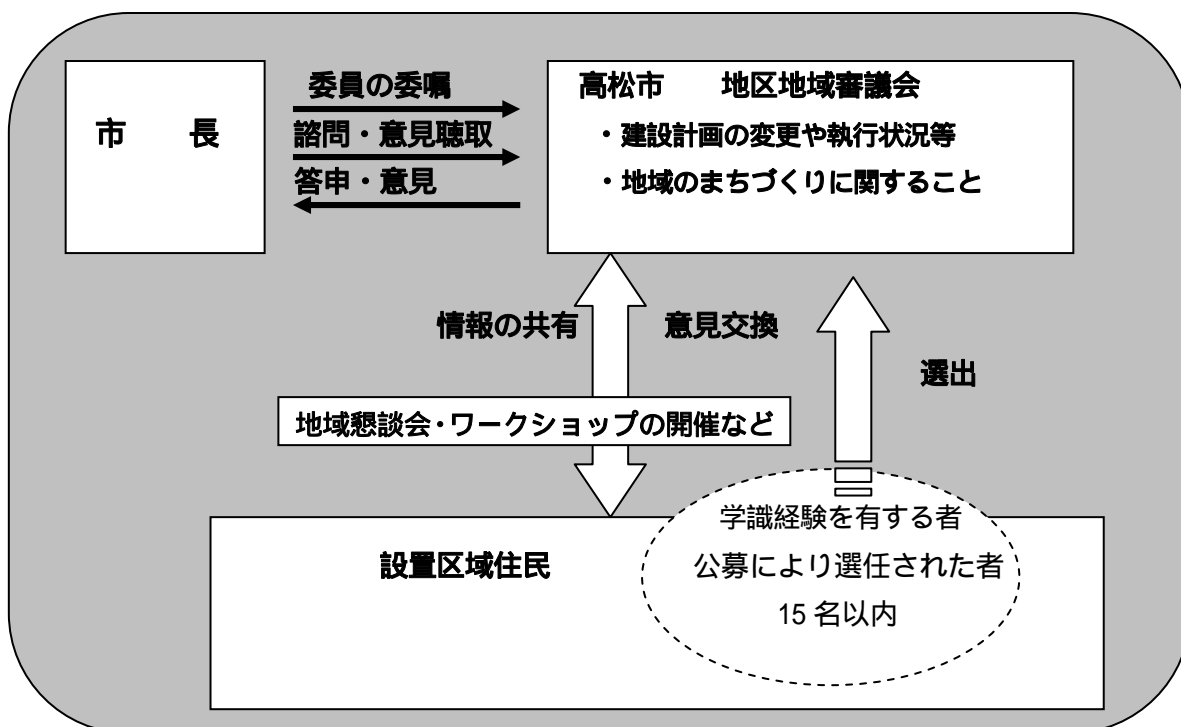 市　　長
委員の委嘱
諮問・意見聴取
答申・意見
高松市　　地区地域審議会
・建設計画の変更や執行状況等
・地域のまちづくりに関すること
情報の共有
意見交換
選出
地域懇談会・ワークショップの開催など
設置区域住民
学識経験を有する者
公募により選任された者
15 名以内